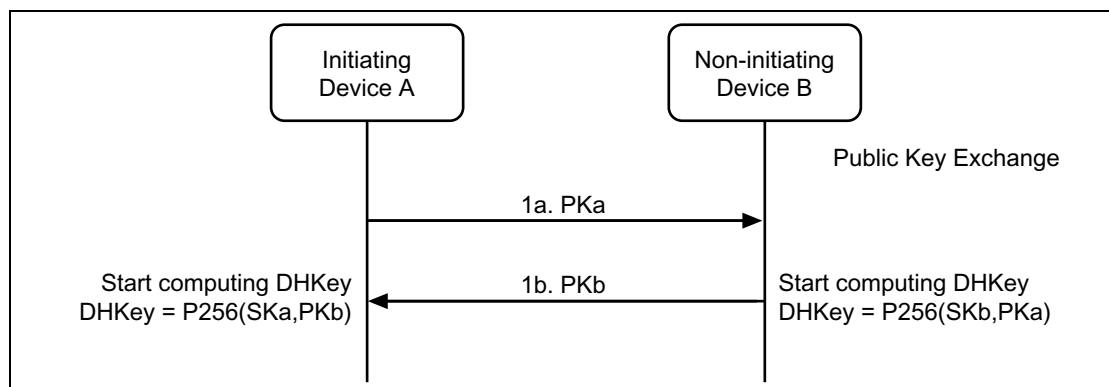 Initiating
Device A
Non-initiating
Device B
Public Key Exchange
1a. PKa
Start computing DHKey
DHKey = P256(SKa,PKb)
1b. PKb
Start computing DHKey
DHKey = P256(SKb,PKa)